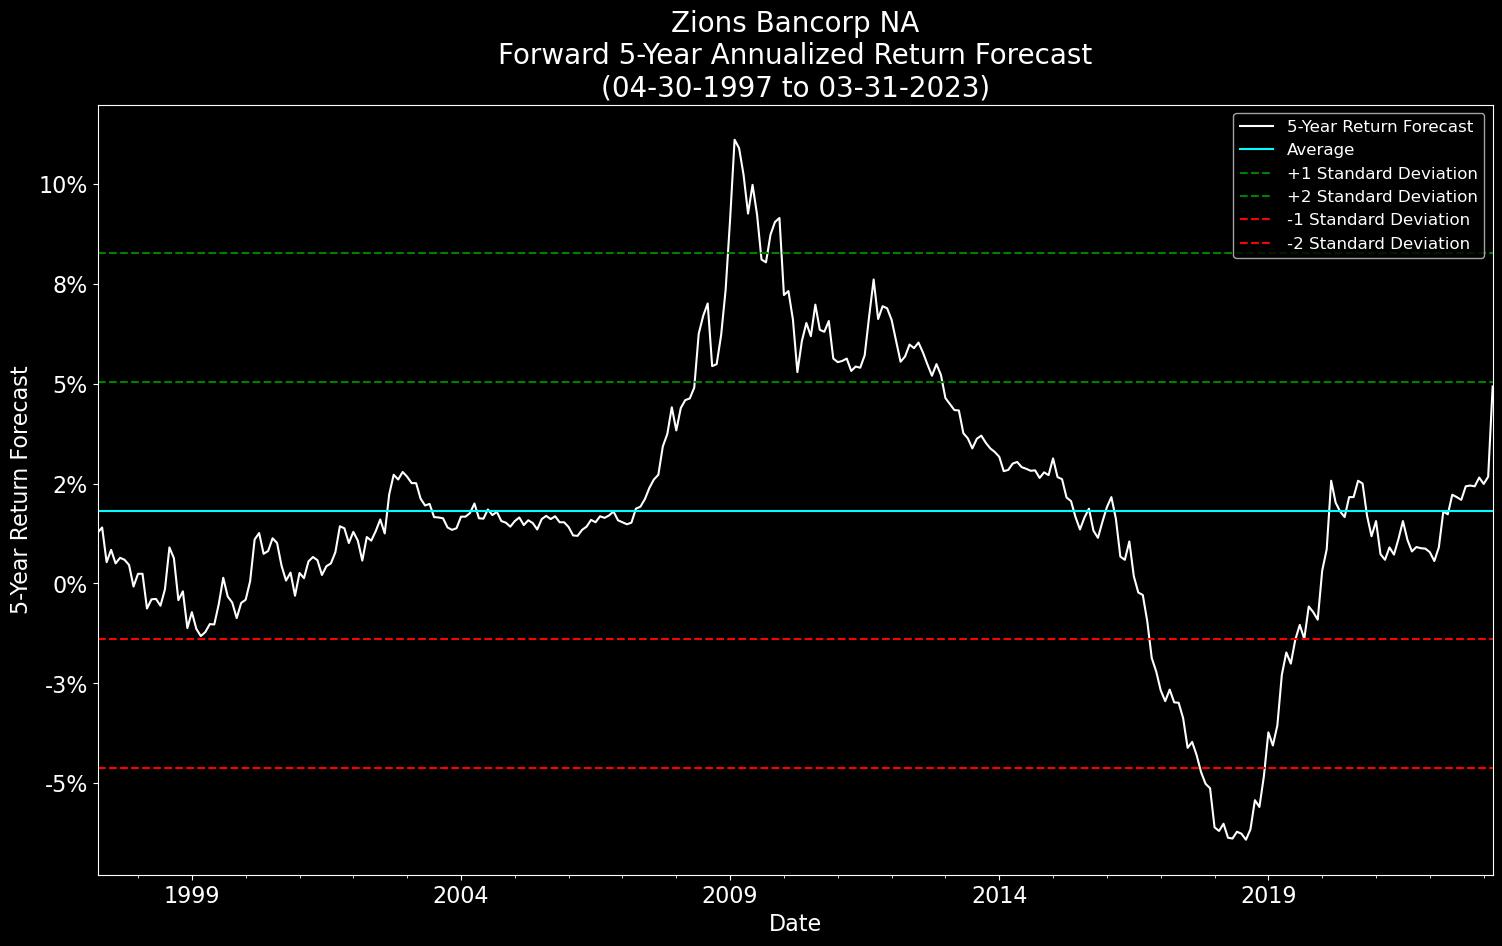 Zions Bancorp NA
Forward 5-Year Annualized Return Forecast
(04-30-1997 to 03-31-2023)
5-Year Return Forecast
Average
+1 Standard Deviation
+2 Standard Deviation
-1 Standard Deviation
-2 Standard Deviation
10%
8%
5%
2%
0%
-3%
-5%
5-Year Return Forecast
1999
2004
2009
2014
2019
Date